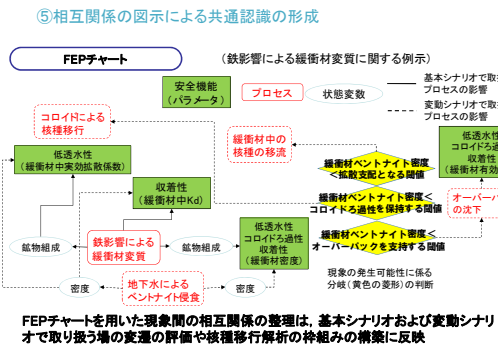 ⑤相互関係の図示による共通認識の形成
FEPチャート
(鉄影響による緩衝材変質に関する例示)
安全機能
(パラメータ)
プロセス
状態変数
基本シナリオで取
プロセスの影響
変動シナリオで取
プロセスの影響
コロイドによる
核種移行
緩衝材中の
核種の移流
低透水性
コロイドろ過
収着性
(緩衝材有効
低透水性
(緩衝材中実効拡散係数)
緩衝材ベントナイト密度
<拡散支配となる閾値
収着性
(緩衝材中Kd)
緩衝材ベントナイト密度<
コロイドろ過性を保持する閾値
オーバー
の沈下
低透水性
コロイドろ過性
収着性
(緩衝材密度)
緩衝材ベントナイト密度<
オーバーパックを支持する閾値
鉱物組成
鉄影響による
緩衝材変質
鉱物組成
現象の発生可能性に係る
分岐(黄色の菱形)の判断
密度
地下水による
ベントナイト侵食
密度
FEPチャートを用いた現象間の相互関係の整理は,基本シナリオおよび変動シナリ
オで取り扱う場の変遷の評価や核種移行解析の枠組みの構築に反映